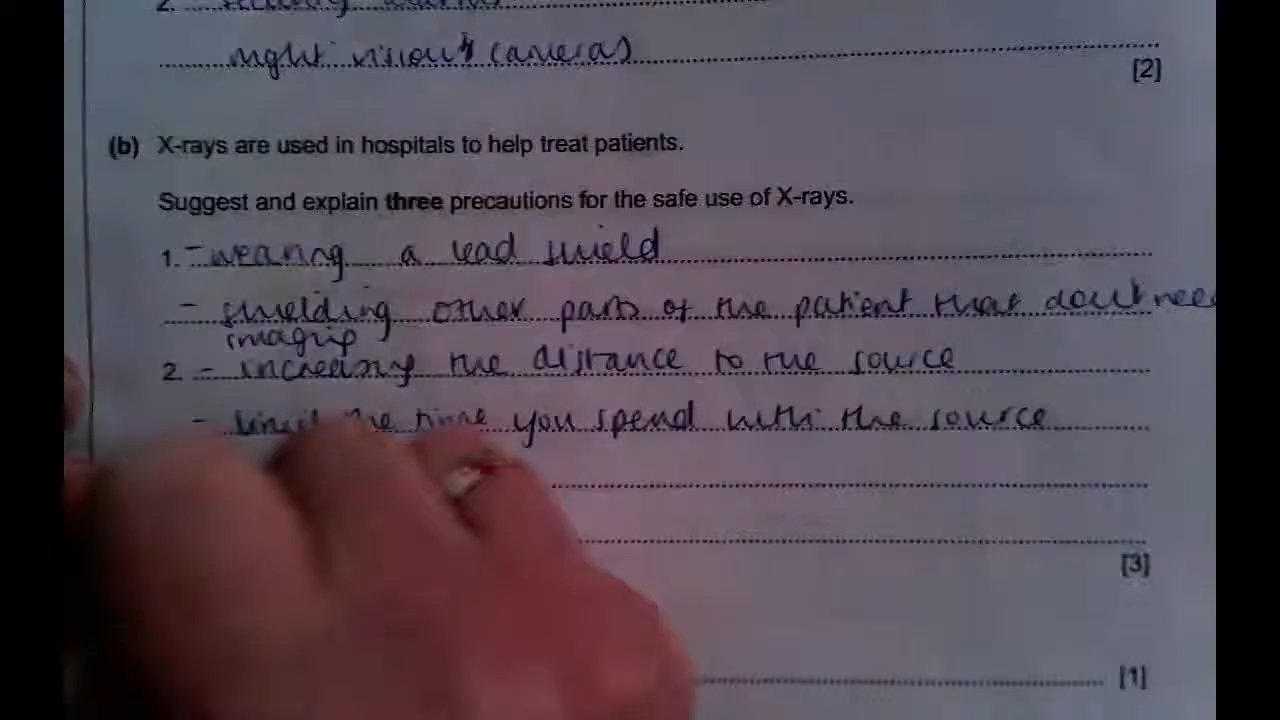 night vision cameras
[2]
(b) X-rays are used in hospitals to help treat patients.
Suggest and explain three precautions for the safe use of X-rays.
1. - wearing a lead shield
- shielding other parts of the patient that don't need
imaging
2. - increasing the distance to the source
- limit the time you spend with the source
[3]
[1]